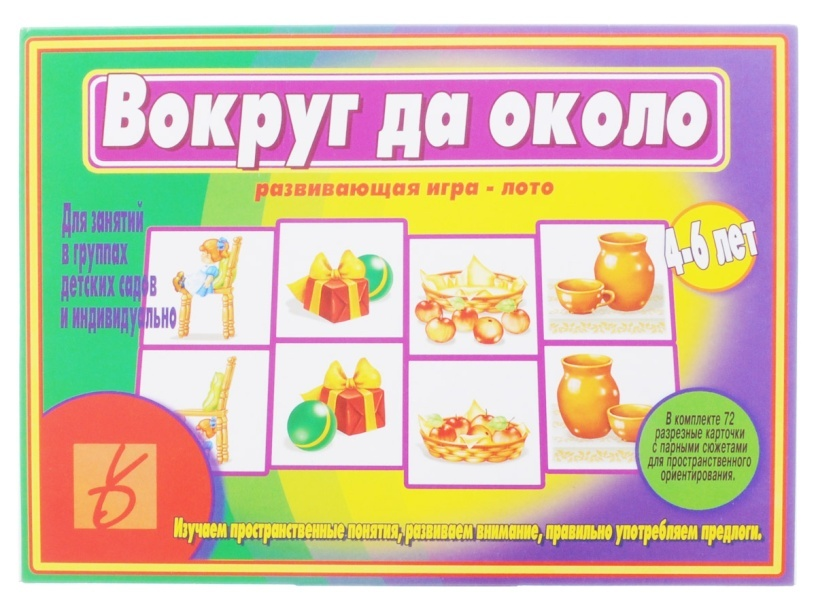 Вокруг да около
развивающая игра - лото
Для занятий
в группах
детских садов
и индивидуально
4-6 лет
В комплекте 72
разрезные карточки
с парными сюжетами
для пространственного
ориентирования.
Изучаем пространственные понятия, развиваем внимание, правильно употребляем предлоги.